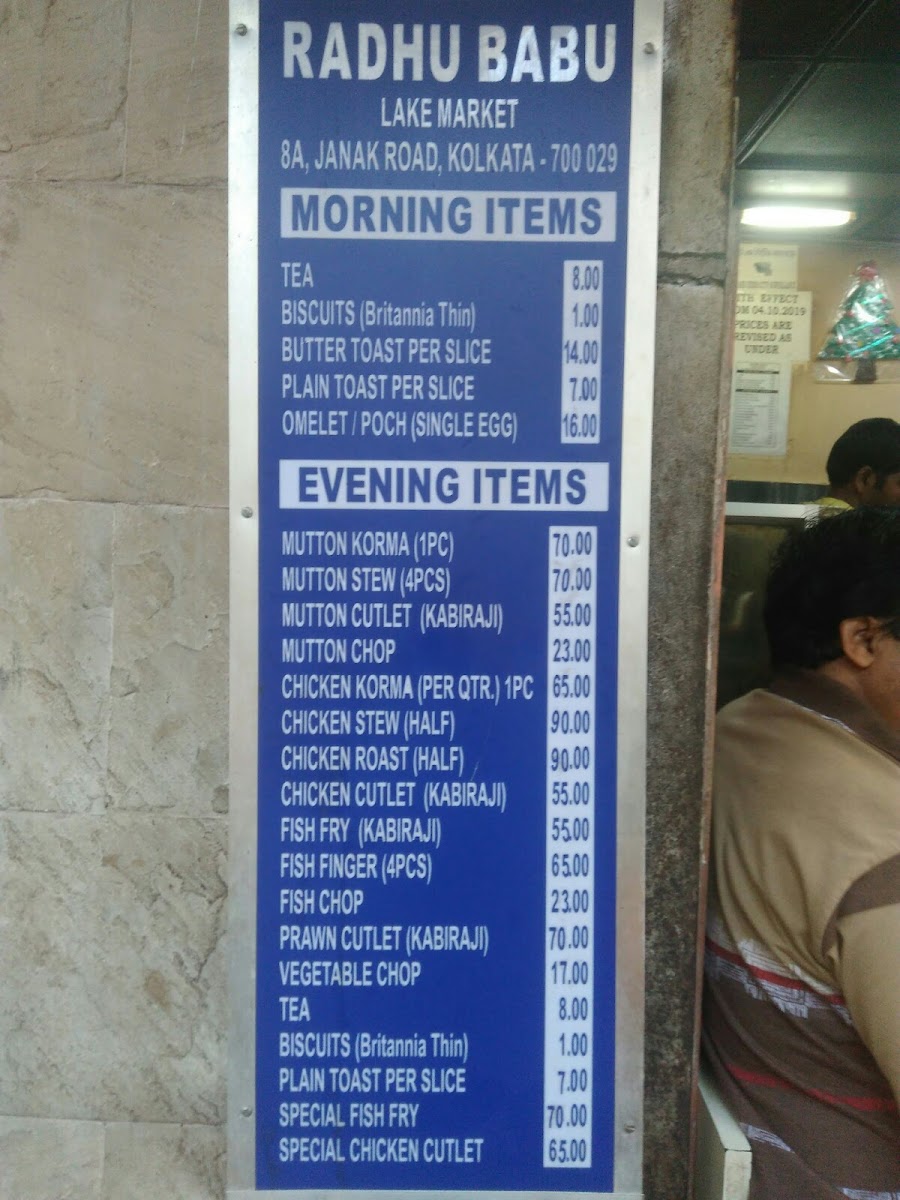 RADHU BABU
LAKE MARKET
8A, JANAK ROAD, KOLKATA - 700 029
MORNING ITEMS
TEA 8.00
BISCUITS (Britannia Thin) 1.00
BUTTER TOAST PER SLICE 14.00
PLAIN TOAST PER SLICE 7.00
OMELET / POCH (SINGLE EGG) 16.00
EVENING ITEMS
MUTTON KORMA (1PC) 70.00
MUTTON STEW (4PCS) 70.00
MUTTON CUTLET (KABIRAJI) 55.00
MUTTON CHOP 23.00
CHICKEN KORMA (PER QTR.) 1PC 65.00
CHICKEN STEW (HALF) 90.00
CHICKEN ROAST (HALF) 90.00
CHICKEN CUTLET (KABIRAJI) 55.00
FISH FRY (KABIRAJI) 55.00
FISH FINGER (4PCS) 65.00
FISH CHOP 23.00
PRAWN CUTLET (KABIRAJI) 70.00
VEGETABLE CHOP 17.00
TEA 8.00
BISCUITS (Britannia Thin) 1.00
PLAIN TOAST PER SLICE 7.00
SPECIAL FISH FRY 70.00
SPECIAL CHICKEN CUTLET 65.00
EFFECT
04.10.2019
PRICES ARE
REVISED AS
UNDER